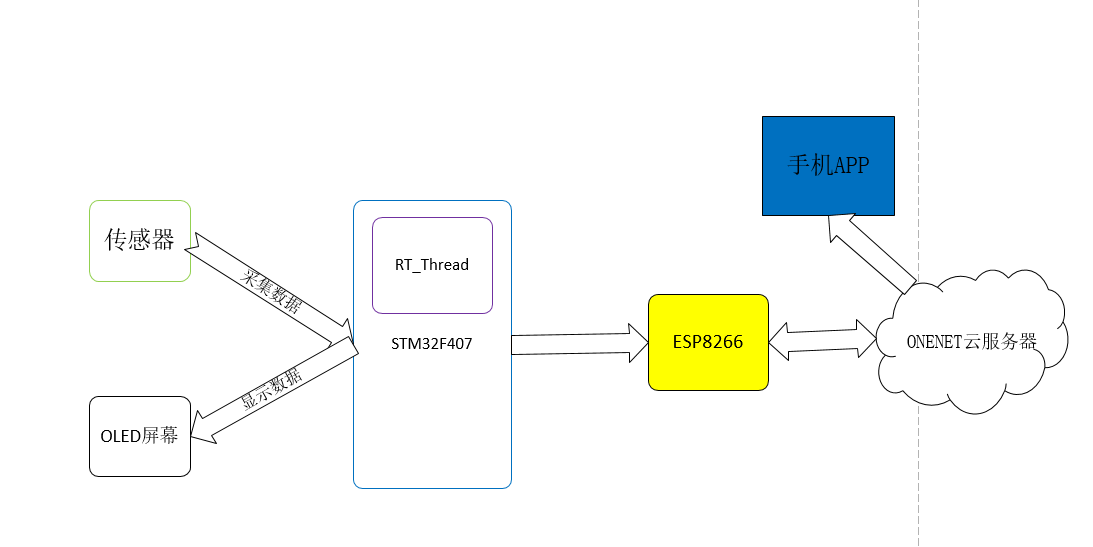 手机APP
传感器
采集数据
RT_Thread
STM32F407
ESP8266
ONENET云服务器
显示数据
OLED屏幕